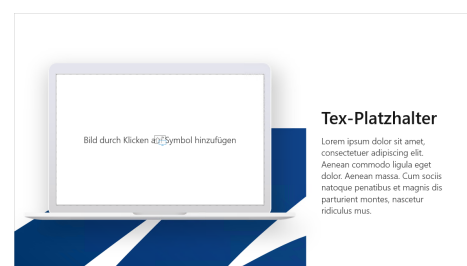 Bild durch Klicken auf Symbol hinzufügen
Tex-Platzhalter
Lorem ipsum dolor sit amet,
consectetuer adipiscing elit.
Aenean commodo ligula eget
dolor. Aenean massa. Cum sociis
natoque penatibus et magnis dis
parturient montes, nascetur
ridiculus mus.